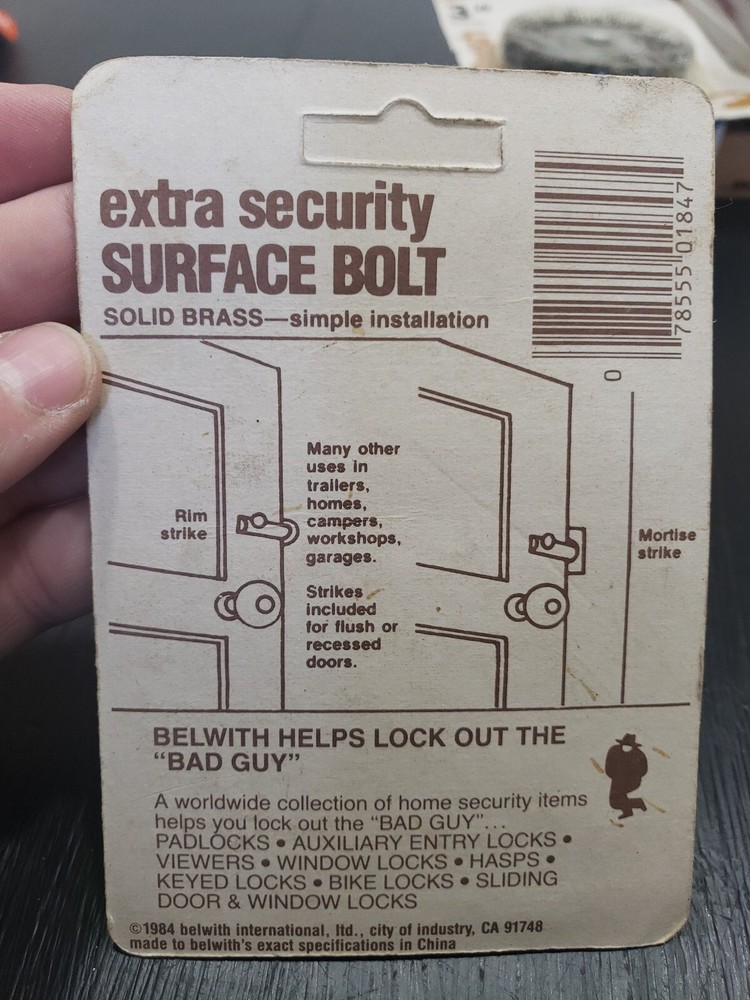 3
extra security
SURFACE BOLT
SOLID BRASS—simple installation
0 78555 01847
Many other
uses in
trailers,
homes,
campers,
workshops,
garages.
Rim
strike
Mortise
strike
Strikes
included
for flush or
recessed
doors.
BELWITH HELPS LOCK OUT THE
“BAD GUY”
A worldwide collection of home security items
helps you lock out the “BAD GUY”...
PADLOCKS • AUXILIARY ENTRY LOCKS •
VIEWERS • WINDOW LOCKS • HASPS •
KEYED LOCKS • BIKE LOCKS • SLIDING
DOOR & WINDOW LOCKS
©1984 belwith international, ltd., city of industry, CA 91748
made to belwith's exact specifications in China